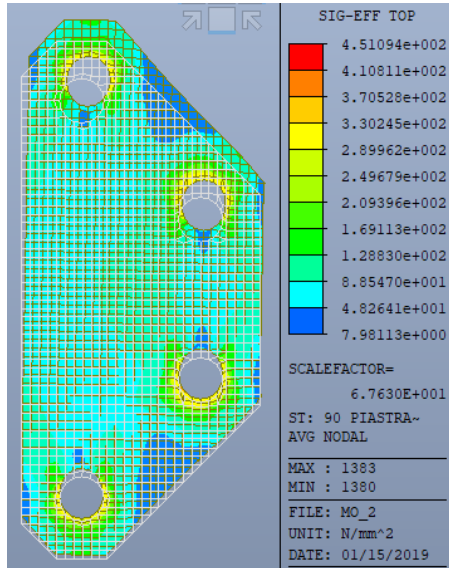 SIG-EFF TOP
4.51094e+002
4.10811e+002
3.70528e+002
3.30245e+002
2.89962e+002
2.49679e+002
2.09396e+002
1.69113e+002
1.28830e+002
8.85470e+001
4.82641e+001
7.98113e+000
SCALEFACTOR=
6.7630E+001
ST: 90 PIASTRA~
AVG NODAL
MAX : 1383
MIN : 1380
FILE: MO_2
UNIT: N/mm^2
DATE: 01/15/2019